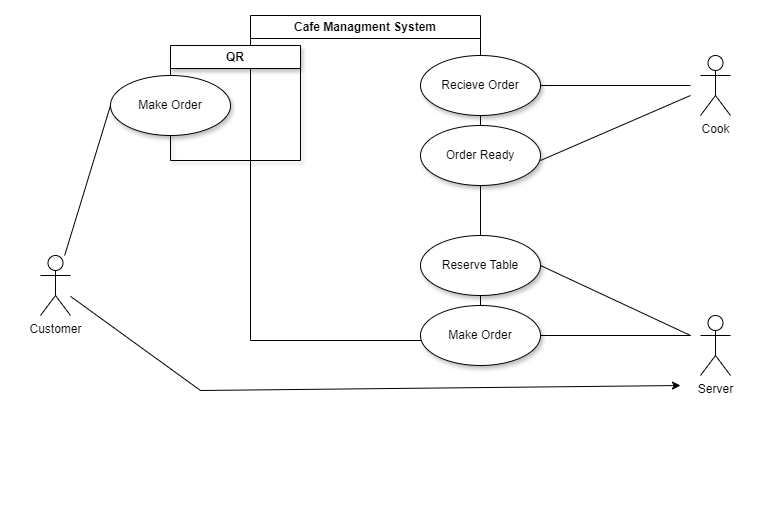 Cafe Managment System
QR
Make Order
Recieve Order
Order Ready
Cook
Reserve Table
Make Order
Customer
Server